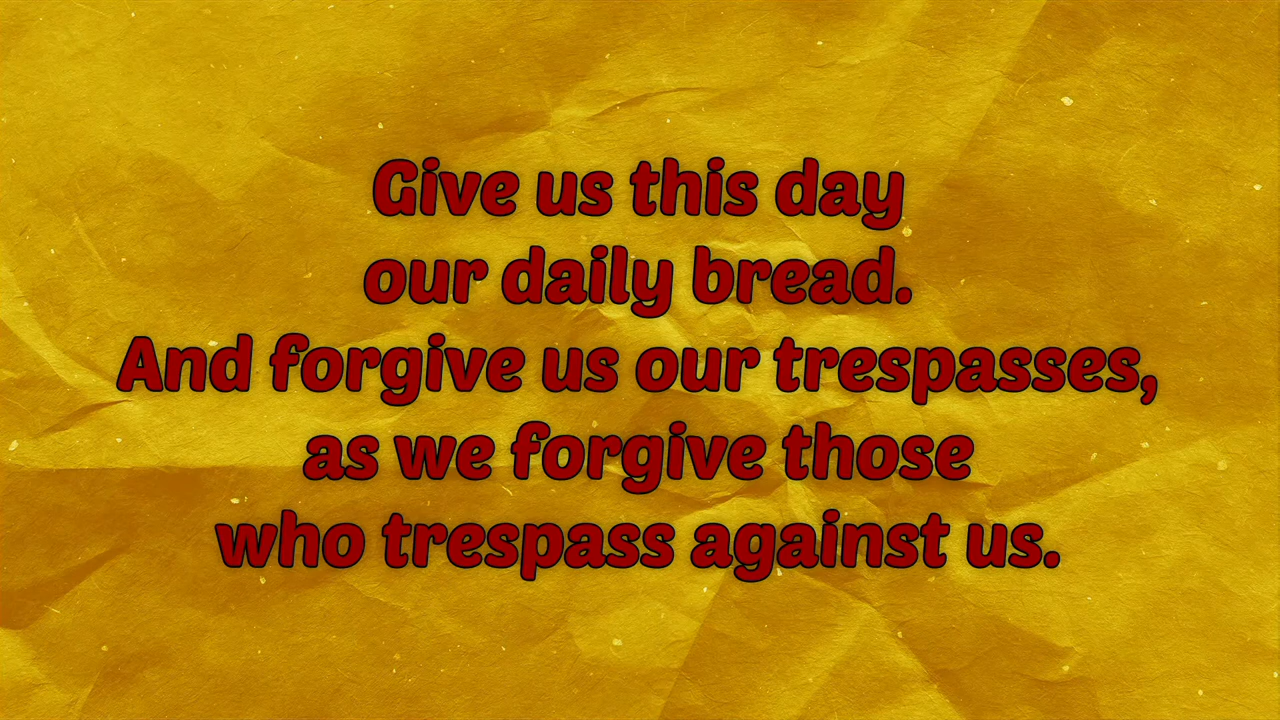 Give us this day
our daily bread.
And forgive us our trespasses,
as we forgive those
who trespass against us.